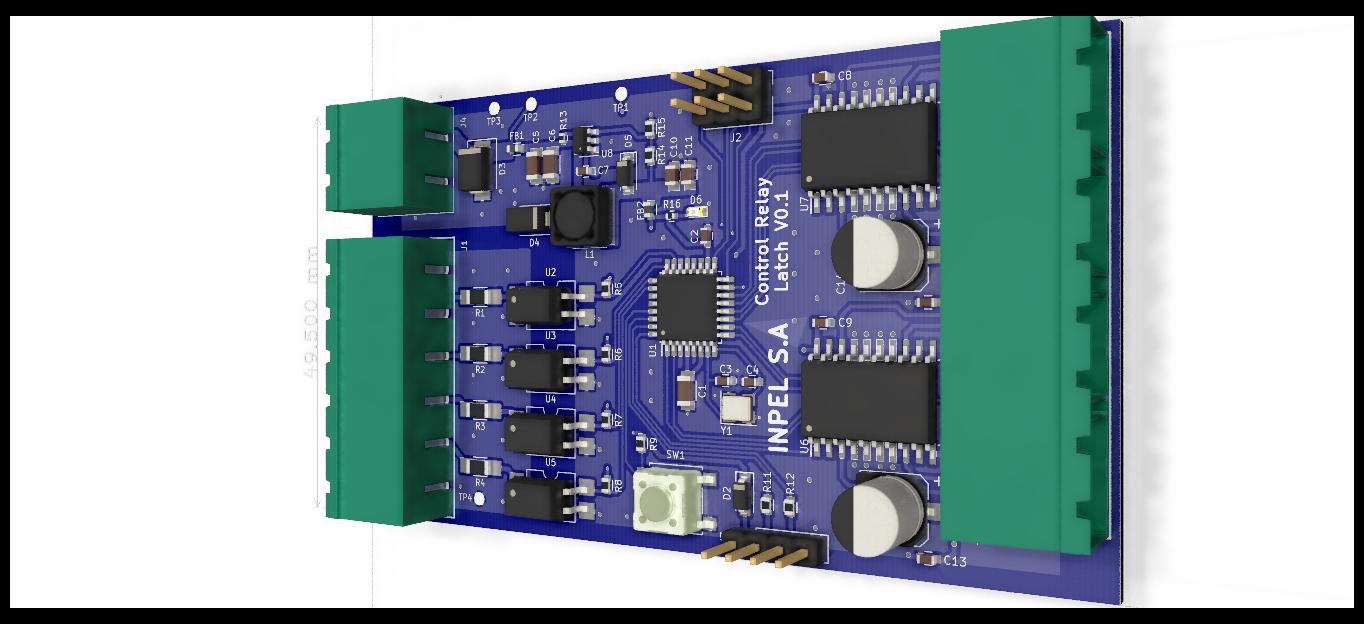 49.500 mm
J4
TP3
TP2
TP1
FB1
C5
C6
R13
U8
D5
R15
R14
C10
C11
J2
C8
D3
C7
FB2
R16
D6
C2
D4
L1
J1
U7
Control Relay
Latch V0.1
INPEL S.A
U2
R5
R1
U3
R6
R2
U4
R7
R3
U5
R8
R4
TP4
U1
C1
C3
C4
Y1
R9
SW1
D2
R11
R12
C9
U6
C13
+
+